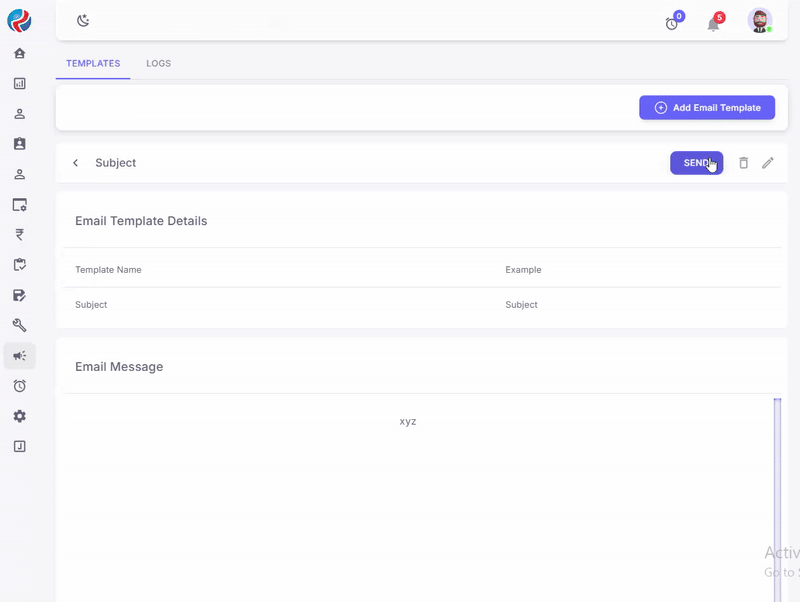 0
5
TEMPLATES LOGS
Add Email Template
Subject
SEND
Email Template Details
Template Name Example
Subject Subject
Email Message
xyz
Activ
Go to S